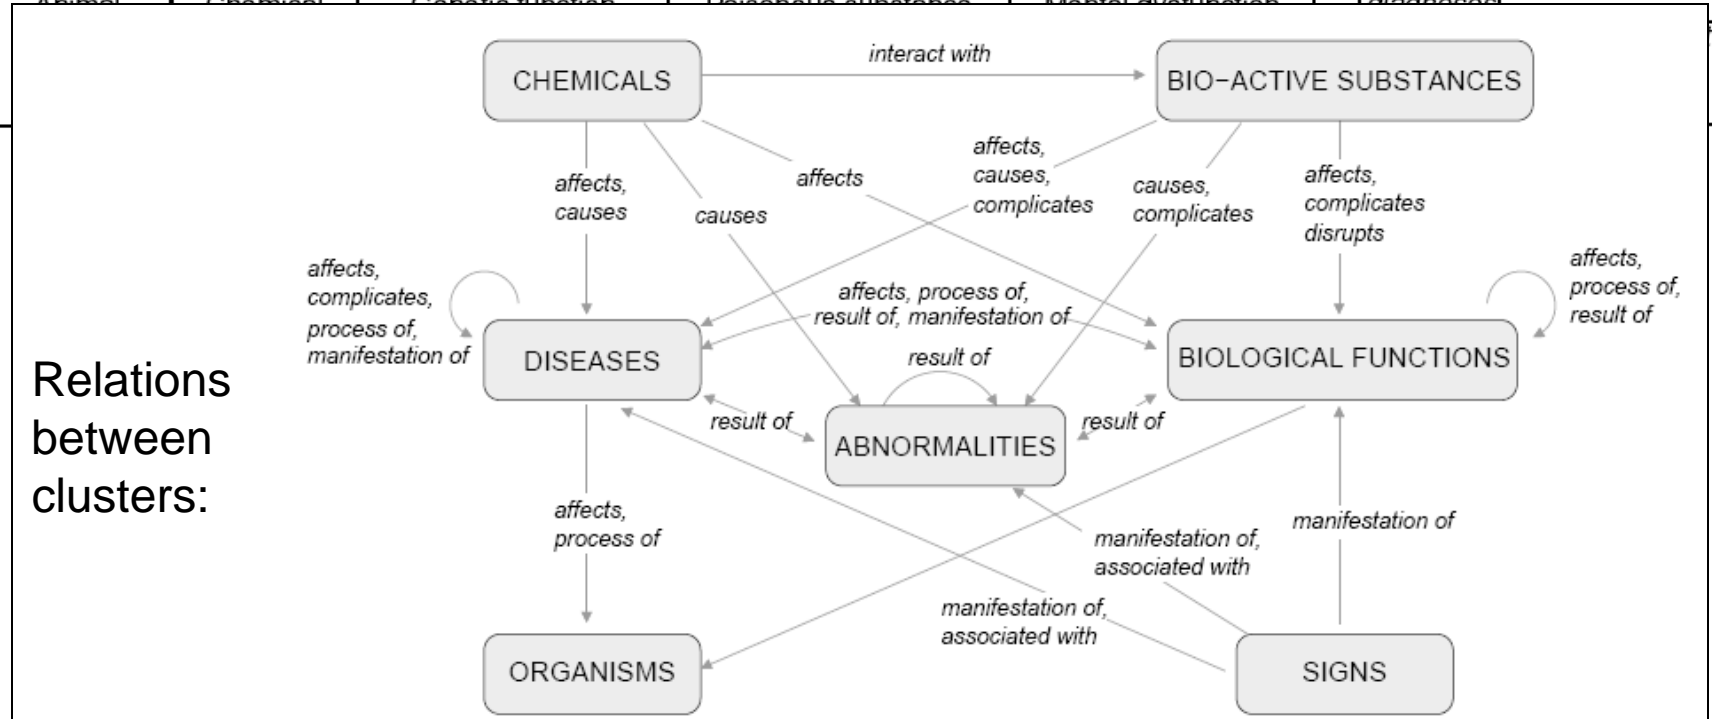 interact with
CHEMICALS
BIO-ACTIVE SUBSTANCES
affects,
causes
causes
affects
affects,
causes,
complicates
causes,
complicates
affects,
complicates
disrupts
affects,
complicates,
process of,
manifestation of
affects, process of,
result of, manifestation of
affects,
process of,
result of
DISEASES
BIOLOGICAL FUNCTIONS
result of
result of
ABNORMALITIES
result of
Relations
between
clusters:
affects,
process of
manifestation of,
associated with
manifestation of
manifestation of,
associated with
ORGANISMS
SIGNS